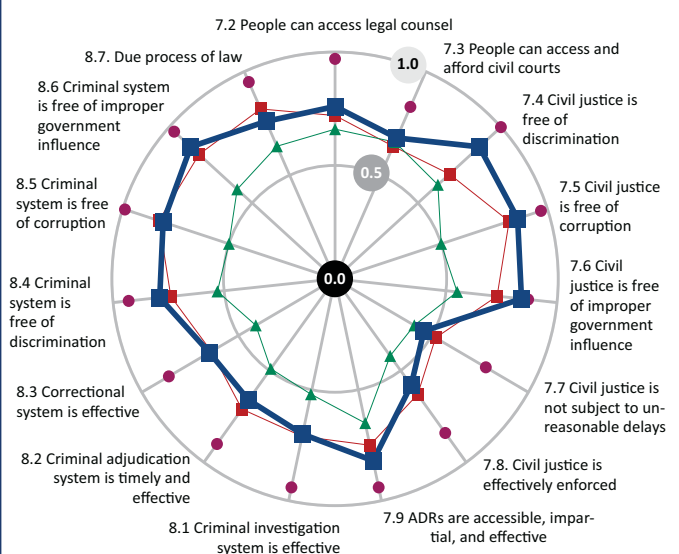 7.2 People can access legal counsel
7.3 People can access and
afford civil courts
7.4 Civil justice is
free of
discrimination
7.5 Civil justice
is free of
corruption
7.6 Civil
justice is free
of improper
government
influence
7.7 Civil justice is
not subject to un-
reasonable delays
7.8. Civil justice is
effectively enforced
7.9 ADRs are accessible, impar-
tial, and effective
8.1 Criminal investigation
system is effective
8.2 Criminal adjudication
system is timely and
effective
8.3 Correctional
system is effective
8.4 Criminal
system is
free of
discrimination
8.5 Criminal
system is free
of corruption
8.6 Criminal system
is free of improper
government
influence
8.7. Due process of law
1.0
0.5
0.0